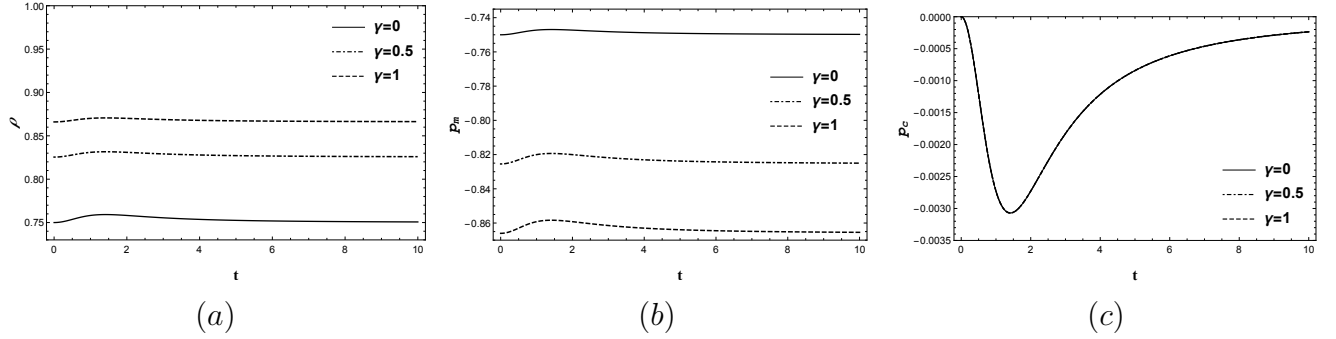 1.00
0.95
0.90
0.85
0.80
0.75
ρ
0 2 4 6 8 10
t
γ=0
γ=0.5
γ=1
(a)
-0.74
-0.76
-0.78
-0.80
-0.82
-0.84
-0.86
p_m
0 2 4 6 8 10
t
γ=0
γ=0.5
γ=1
(b)
0.0000
-0.0005
-0.0010
-0.0015
-0.0020
-0.0025
-0.0030
-0.0035
p_c
0 2 4 6 8 10
t
γ=0
γ=0.5
γ=1
(c)